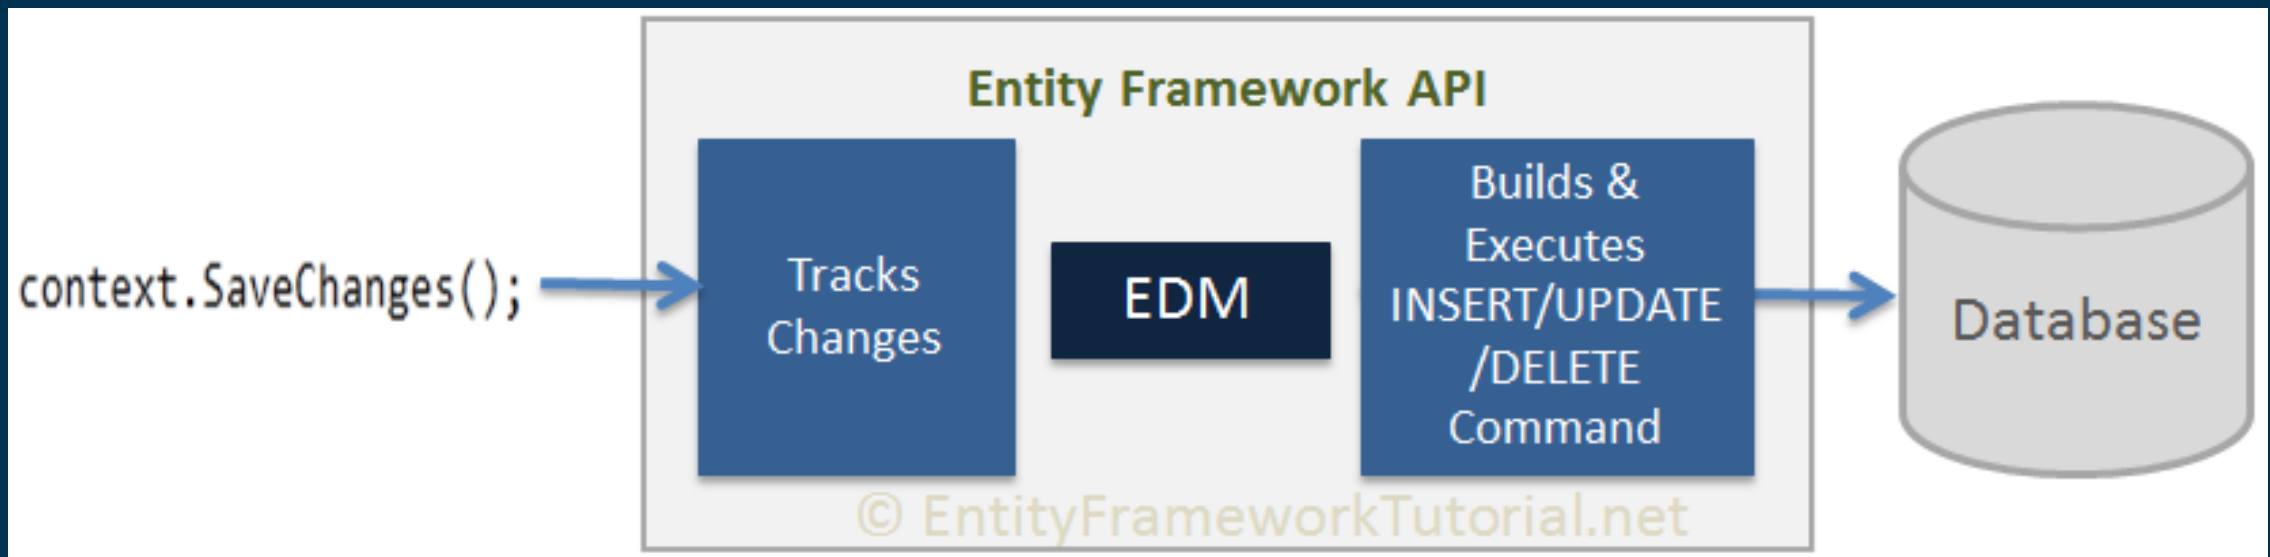 Entity Framework API
context.SaveChanges();
Tracks
Changes
EDM
Builds &
Executes
INSERT/UPDATE
/DELETE
Command
Database
© EntityFrameworkTutorial.net